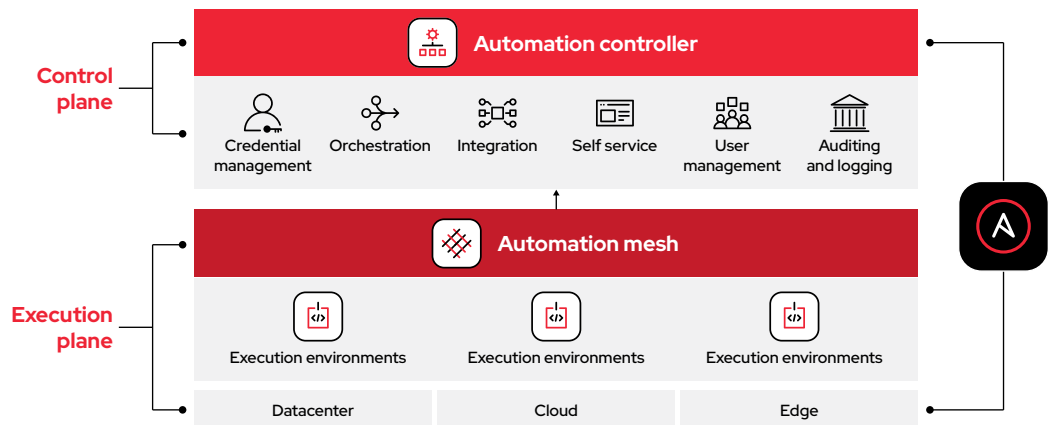 Automation controller
Control
plane
Credential
management
Orchestration
Integration
Self service
User
management
Auditing
and logging
Automation mesh
Execution
plane
Execution environments
Execution environments
Execution environments
Datacenter
Cloud
Edge